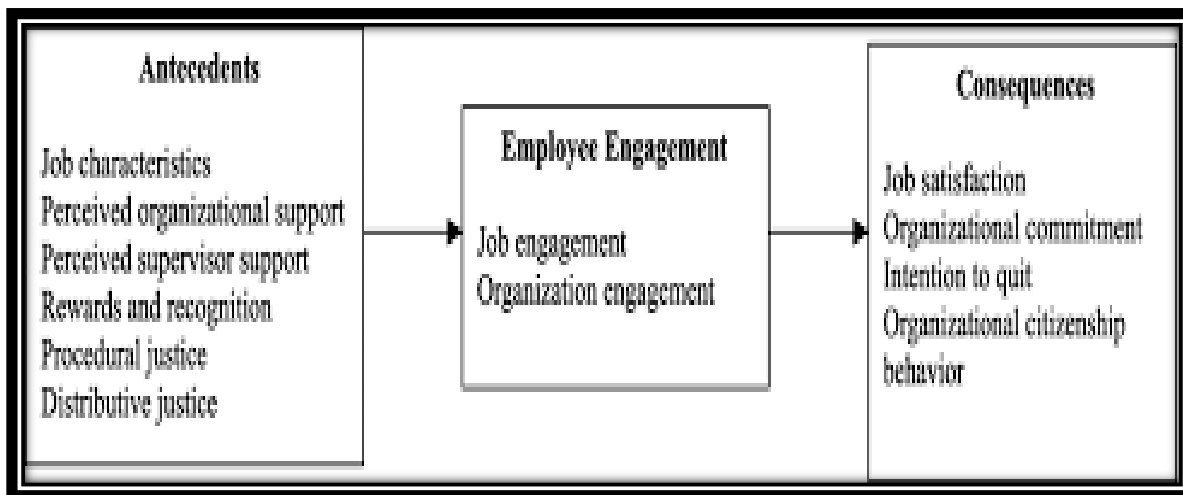 Antecedents
Job characteristics
Perceived organizational support
Perceived supervisor support
Rewards and recognition
Procedural justice
Distributive justice
Employee Engagement
Job engagement
Organization engagement
Consequences
Job satisfaction
Organizational commitment
Intention to quit
Organizational citizenship
behavior